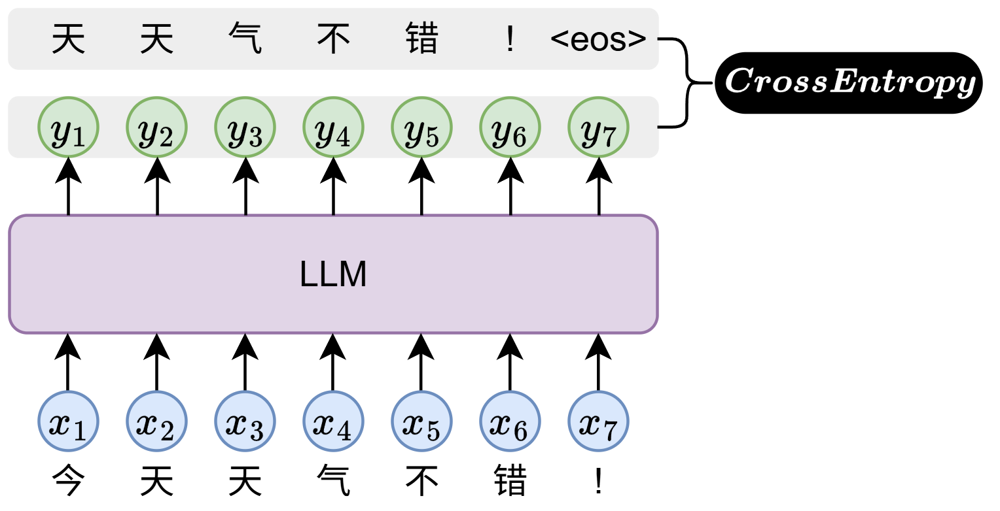 天 天 气 不 错 ! <eos>
CrossEntropy
y1 y2 y3 y4 y5 y6 y7
LLM
x1 x2 x3 x4 x5 x6 x7
今 天 天 气 不 错 !